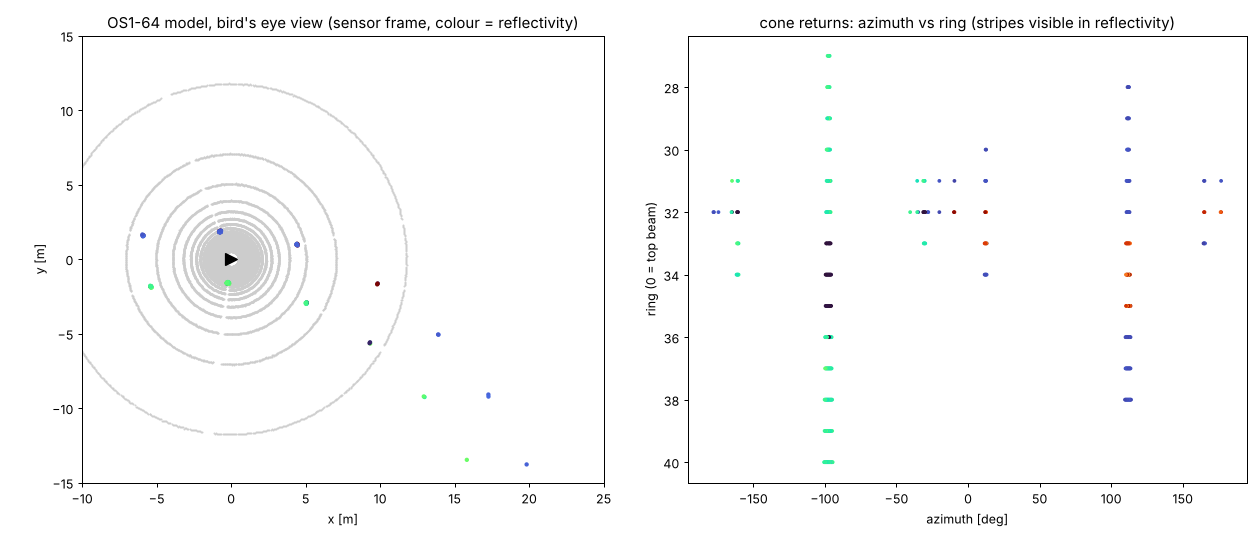 OS1-64 model, bird's eye view (sensor frame, colour = reflectivity)
15
10
5
0
−5
−10
−15
y [m]
−10 −5 0 5 10 15 20 25
x [m]
cone returns: azimuth vs ring (stripes visible in reflectivity)
28
30
32
34
36
38
40
ring (0 = top beam)
−150 −100 −50 0 50 100 150
azimuth [deg]